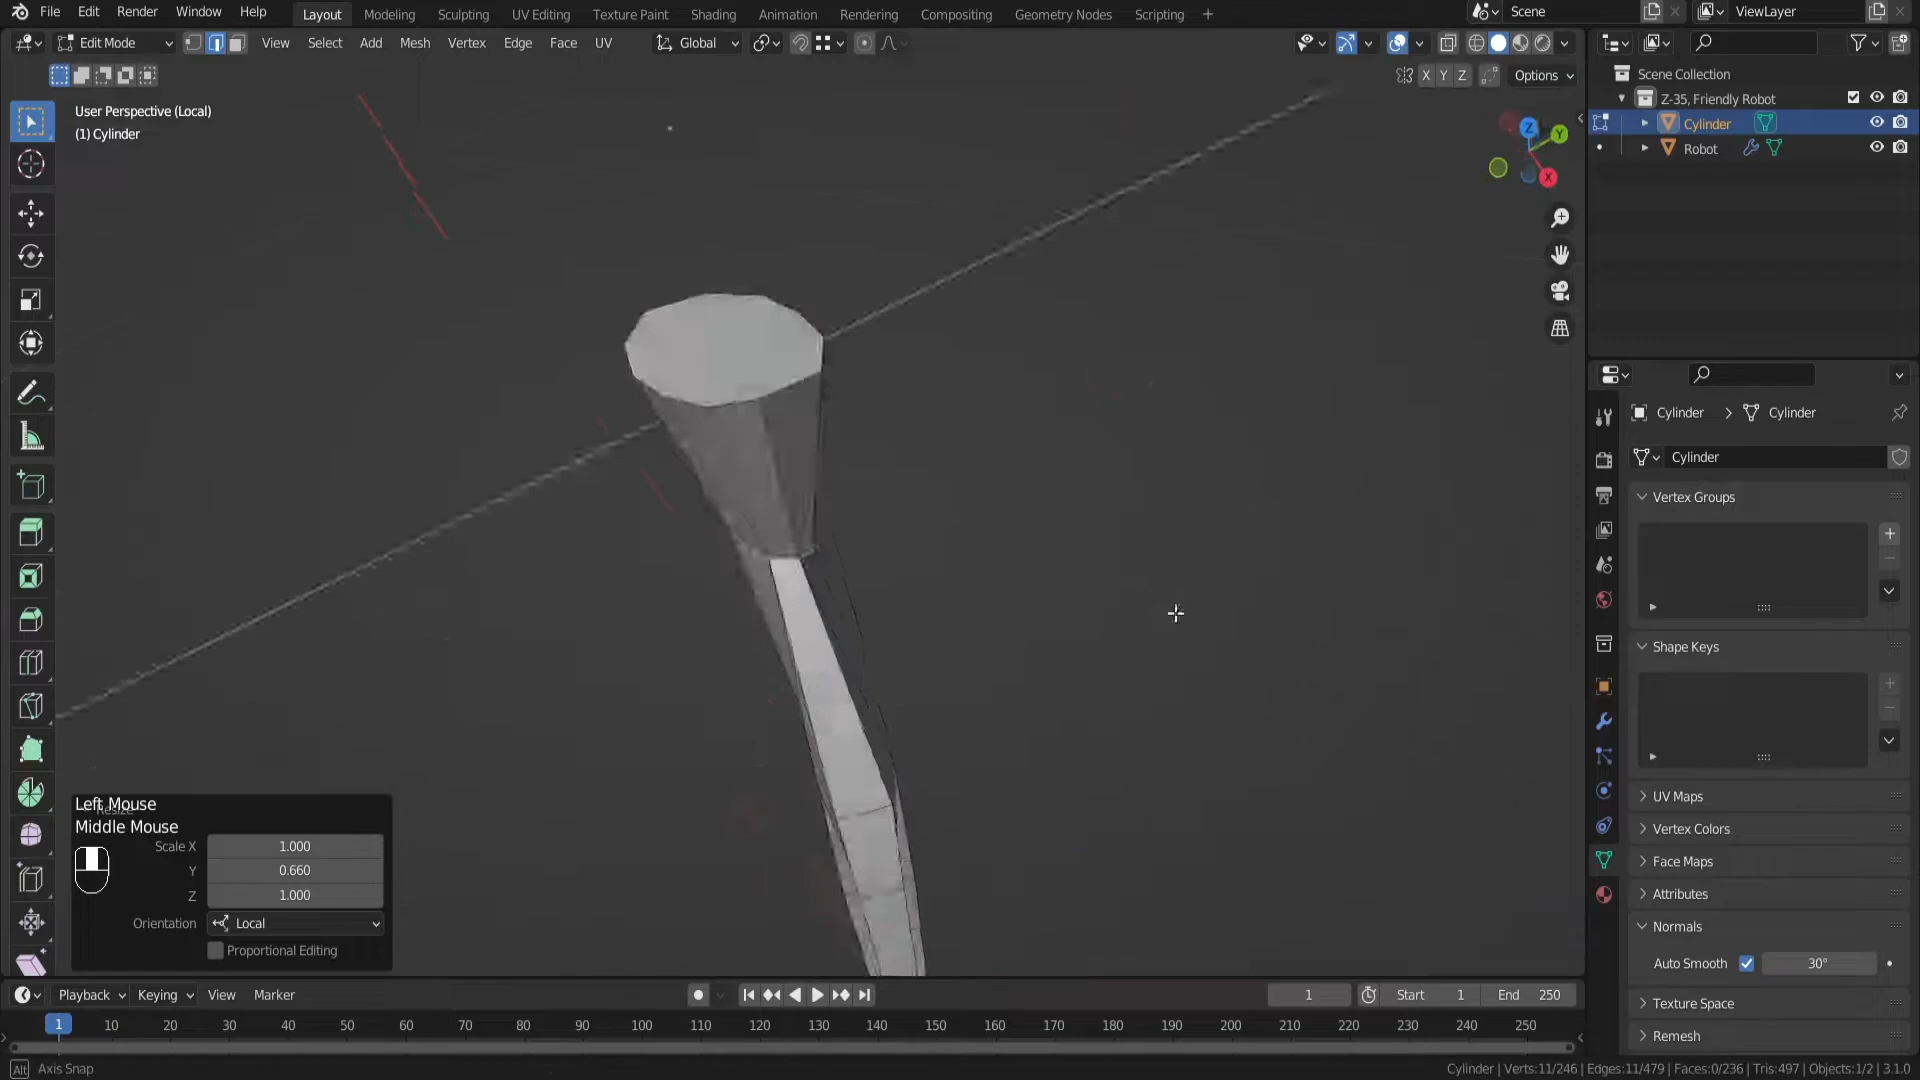 File Edit Render Window Help Layout Modeling Sculpting UV Editing Texture Paint Shading Animation Rendering Compositing Geometry Nodes Scripting + Scene ViewLayer
Edit Mode View Select Add Mesh Vertex Edge Face UV Global
X Y Z Options
User Perspective (Local)
(1) Cylinder
Z Y X
Scene Collection
Z-35, Friendly Robot
Cylinder
Robot
Cylinder > Cylinder
Cylinder
Vertex Groups
Shape Keys
UV Maps
Vertex Colors
Face Maps
Attributes
Normals
Auto Smooth 30°
Texture Space
Remesh
Left Mouse
Resize
Middle Mouse
Scale X 1.000
Y 0.660
Z 1.000
Orientation Local
Proportional Editing
Playback Keying View Marker 1 Start 1 End 250
1 10 20 30 40 50 60 70 80 90 100 110 120 130 140 150 160 170 180 190 200 210 220 230 240 250
Alt Axis Snap Cylinder | Verts:11/246 | Edges:11/479 | Faces:0/236 | Tris:497 | Objects:1/2 | 3.1.0